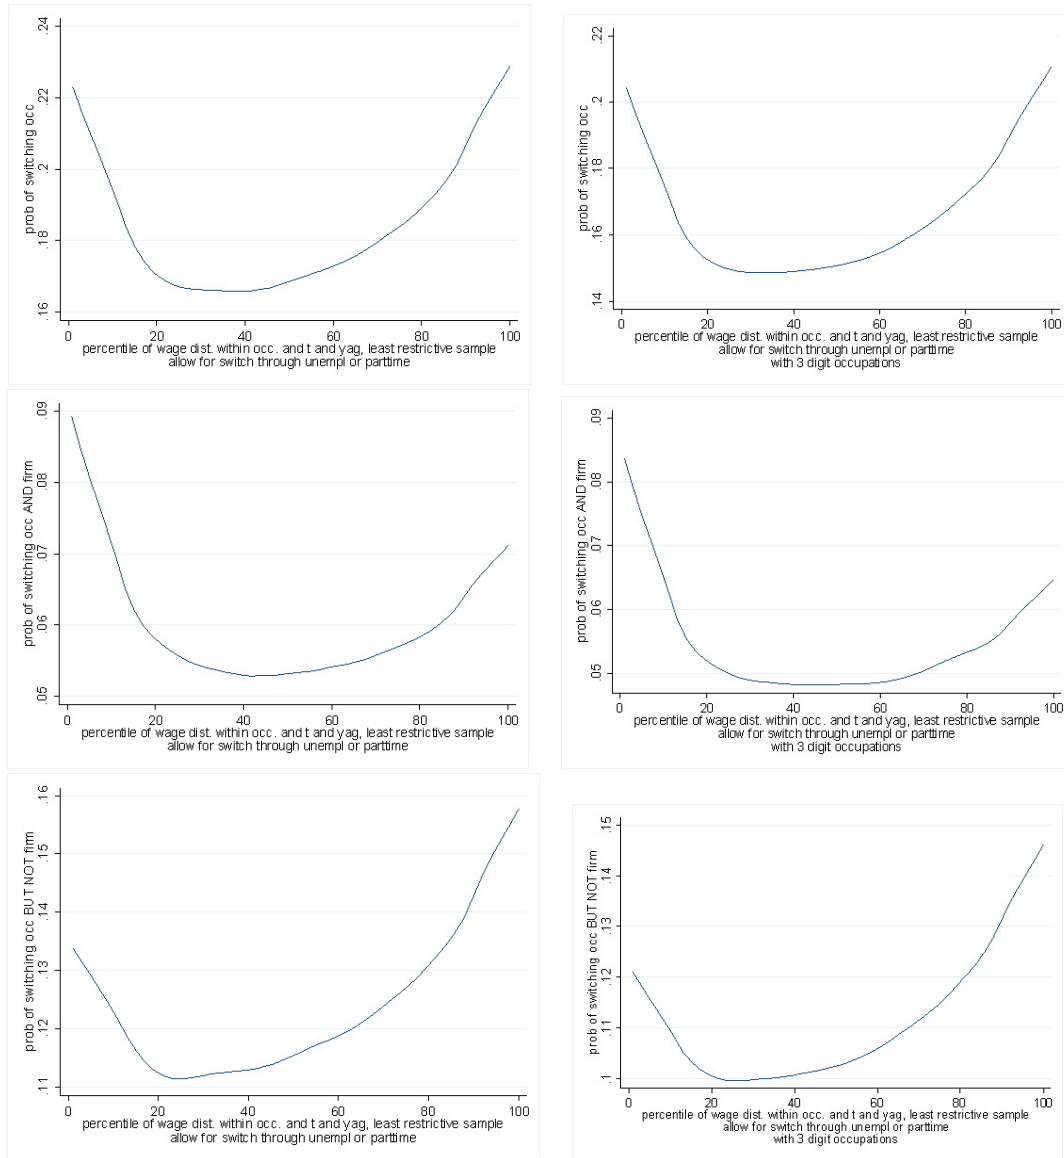 prob of switching occ
.24
.22
.2
.18
.16
0 20 40 60 80 100
percentile of wage dist. within occ. and t and yag, least restrictive sample
allow for switch through unempl or parttime
prob of switching occ
.22
.2
.18
.16
.14
0 20 40 60 80 100
percentile of wage dist. within occ. and t and yag, least restrictive sample
allow for switch through unempl or parttime
with 3 digit occupations
prob of switching occ AND firm
.09
.08
.07
.06
.05
0 20 40 60 80 100
percentile of wage dist. within occ. and t and yag, least restrictive sample
allow for switch through unempl or parttime
prob of switching occ AND firm
.09
.08
.07
.06
.05
0 20 40 60 80 100
percentile of wage dist. within occ. and t and yag, least restrictive sample
allow for switch through unempl or parttime
with 3 digit occupations
prob of switching occ BUT NOT firm
.16
.15
.14
.13
.12
.11
0 20 40 60 80 100
percentile of wage dist. within occ. and t and yag, least restrictive sample
allow for switch through unempl or parttime
prob of switching occ BUT NOT firm
.15
.14
.13
.12
.11
.1
0 20 40 60 80 100
percentile of wage dist. within occ. and t and yag, least restrictive sample
allow for switch through unempl or parttime
with 3 digit occupations